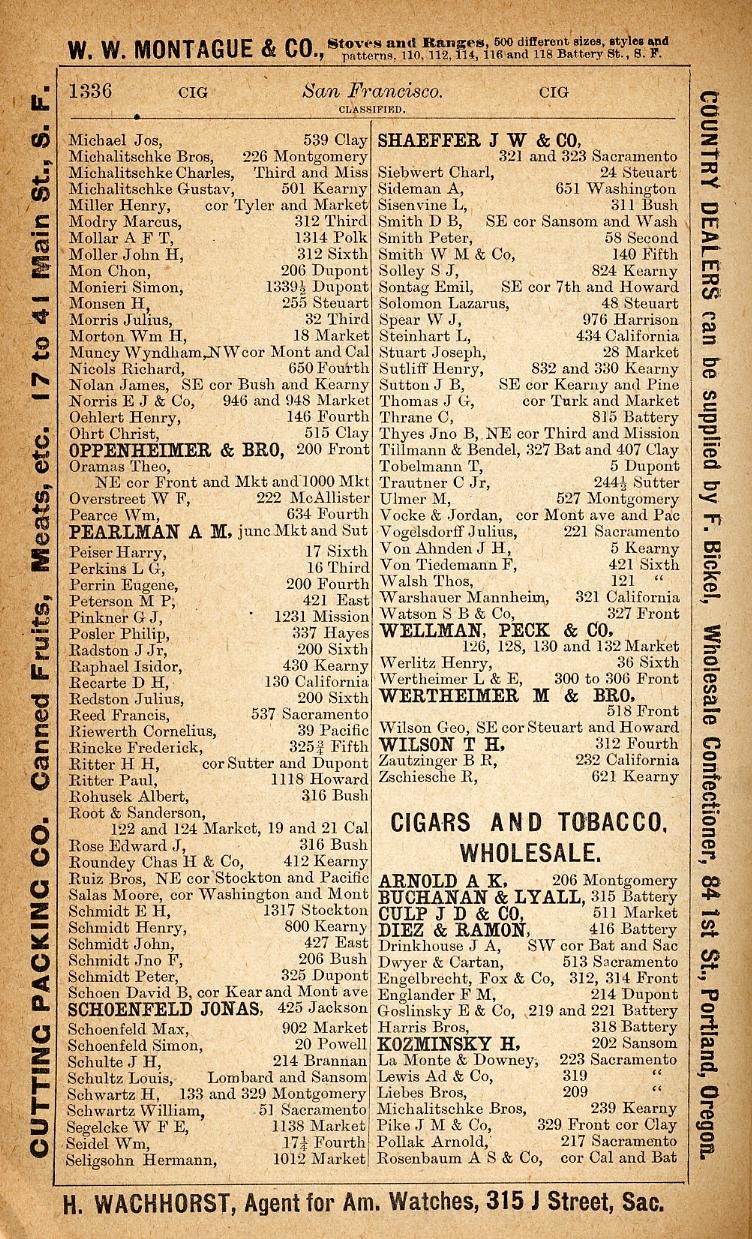 W. W. MONTAGUE & CO., Stoves and Ranges, 500 different sizes, styles and
patterns, 110, 112, 114, 116 and 118 Battery St., S. F.
1336 CIG San Francisco. CIG
CLASSIFIED.
Michael Jos, 539 Clay
Michalitschke Bros, 226 Montgomery
Michalitschke Charles, Third and Miss
Michalitschke Gustav, 501 Kearny
Miller Henry, cor Tyler and Market
Modry Marcus, 312 Third
Mollar A F T, 1314 Polk
Moller John H, 312 Sixth
Mon Chon, 206 Dupont
Monieri Simon, 1339½ Dupont
Monsen H, 255 Steuart
Morris Julius, 32 Third
Morton Wm H, 18 Market
Muncy Wyndham, NW cor Mont and Cal
Nicols Richard, 650 Fourth
Nolan James, SE cor Bush and Kearny
Norris E J & Co, 946 and 948 Market
Oehlert Henry, 146 Fourth
Ohrt Christ, 515 Clay
OPPENHEIMER & BRO, 200 Front
Oramas Theo,
NE cor Front and Mkt and 1000 Mkt
Overstreet W F, 222 McAllister
Pearce Wm, 634 Fourth
PEARLMAN A M, junc Mkt and Sut
Peiser Harry, 17 Sixth
Perkins L G, 16 Third
Perrin Eugene, 200 Fourth
Peterson M P, 421 East
Pinkner G J, 1231 Mission
Posler Philip, 337 Hayes
Radston J Jr, 200 Sixth
Raphael Isidor, 430 Kearny
Recarte D H, 130 California
Redston Julius, 200 Sixth
Reed Francis, 537 Sacramento
Riewerth Cornelius, 39 Pacific
Rincke Frederick, 325¾ Fifth
Ritter H H, cor Sutter and Dupont
Ritter Paul, 1118 Howard
Rohusek Albert, 316 Bush
Root & Sanderson,
122 and 124 Market, 19 and 21 Cal
Rose Edward J, 316 Bush
Roundey Chas H & Co, 412 Kearny
Ruiz Bros, NE cor Stockton and Pacific
Salas Moore, cor Washington and Mont
Schmidt E H, 1317 Stockton
Schmidt Henry, 800 Kearny
Schmidt John, 427 East
Schmidt Jno F, 206 Bush
Schmidt Peter, 325 Dupont
Schoen David B, cor Kear and Mont ave
SCHOENFELD JONAS, 425 Jackson
Schoenfeld Max, 902 Market
Schoenfeld Simon, 20 Powell
Schulte J H, 214 Brannan
Schultz Louis, Lombard and Sansom
Schwartz H, 133 and 329 Montgomery
Schwartz William, 51 Sacramento
Segelcke W F E, 1138 Market
Seidel Wm, 17½ Fourth
Seligsohn Hermann, 1012 Market
SHAEFFER J W & CO,
321 and 323 Sacramento
Siebwert Charl, 24 Steuart
Sideman A, 651 Washington
Sisenvine L, 311 Bush
Smith D B, SE cor Sansom and Wash
Smith Peter, 58 Second
Smith W M & Co, 140 Fifth
Solley S J, 824 Kearny
Sontag Emil, SE cor 7th and Howard
Solomon Lazarus, 48 Steuart
Spear W J, 976 Harrison
Steinhart L, 434 California
Stuart Joseph, 28 Market
Sutliff Henry, 832 and 330 Kearny
Sutton J B, SE cor Kearny and Pine
Thomas J G, cor Turk and Market
Thrane C, 815 Battery
Thyes Jno B, NE cor Third and Mission
Tillmann & Bendel, 327 Bat and 407 Clay
Tobelmann T, 5 Dupont
Trautner C Jr, 244½ Sutter
Ulmer M, 527 Montgomery
Vocke & Jordan, cor Mont ave and Pac
Vogelsdorff Julius, 221 Sacramento
Von Ahnden J H, 5 Kearny
Von Tiedemann F, 421 Sixth
Walsh Thos, 121 "
Warshauer Mannheim, 321 California
Watson S B & Co, 327 Front
WELLMAN, PECK & CO,
126, 128, 130 and 132 Market
Werlitz Henry, 36 Sixth
Wertheimer L & E, 300 to 306 Front
WERTHEIMER M & BRO,
518 Front
Wilson Geo, SE cor Steuart and Howard
WILSON T H, 312 Fourth
Zautzinger B R, 232 California
Zschiesche R, 621 Kearny
CIGARS AND TOBACCO,
WHOLESALE.
ARNOLD A K, 206 Montgomery
BUCHANAN & LYALL, 315 Battery
CULP J D & CO, 511 Market
DIEZ & RAMON, 416 Battery
Drinkhouse J A, SW cor Bat and Sac
Dwyer & Cartan, 513 Sacramento
Engelbrecht, Fox & Co, 312, 314 Front
Englander F M, 214 Dupont
Goslinsky E & Co, 219 and 221 Battery
Harris Bros, 318 Battery
KOZMINSKY H, 202 Sansom
La Monte & Downey, 223 Sacramento
Lewis Ad & Co, 319 "
Liebes Bros, 209 "
Michalitschke Bros, 239 Kearny
Pike J M & Co, 329 Front cor Clay
Pollak Arnold, 217 Sacramento
Rosenbaum A S & Co, cor Cal and Bat
CUTTING PACKING CO. Canned Fruits, Meats, etc. 17 to 41 Main St., S. F.
COUNTRY DEALERS can be supplied by F. Bickel, Wholesale Confectioner, 84 1st St., Portland, Oregon.
H. WACHHORST, Agent for Am. Watches, 315 J Street, Sac.